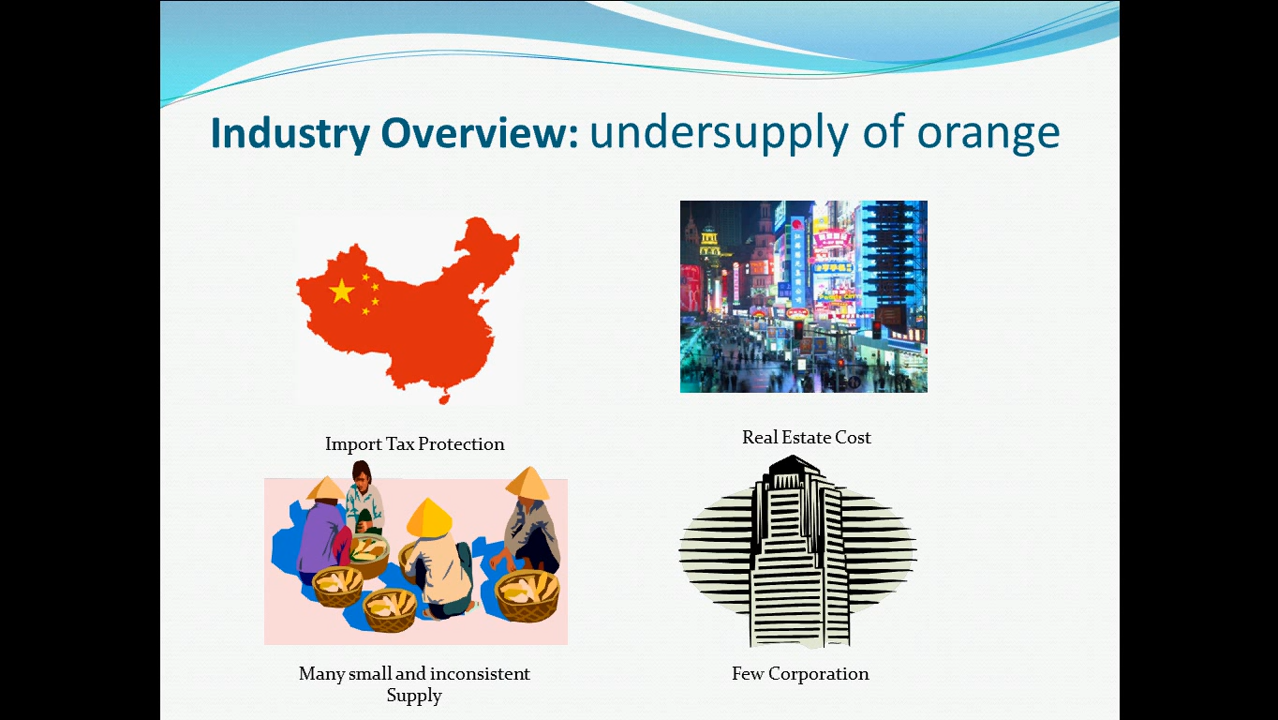 Industry Overview: undersupply of orange
Import Tax Protection
Real Estate Cost
Many small and inconsistent
Supply
Few Corporation